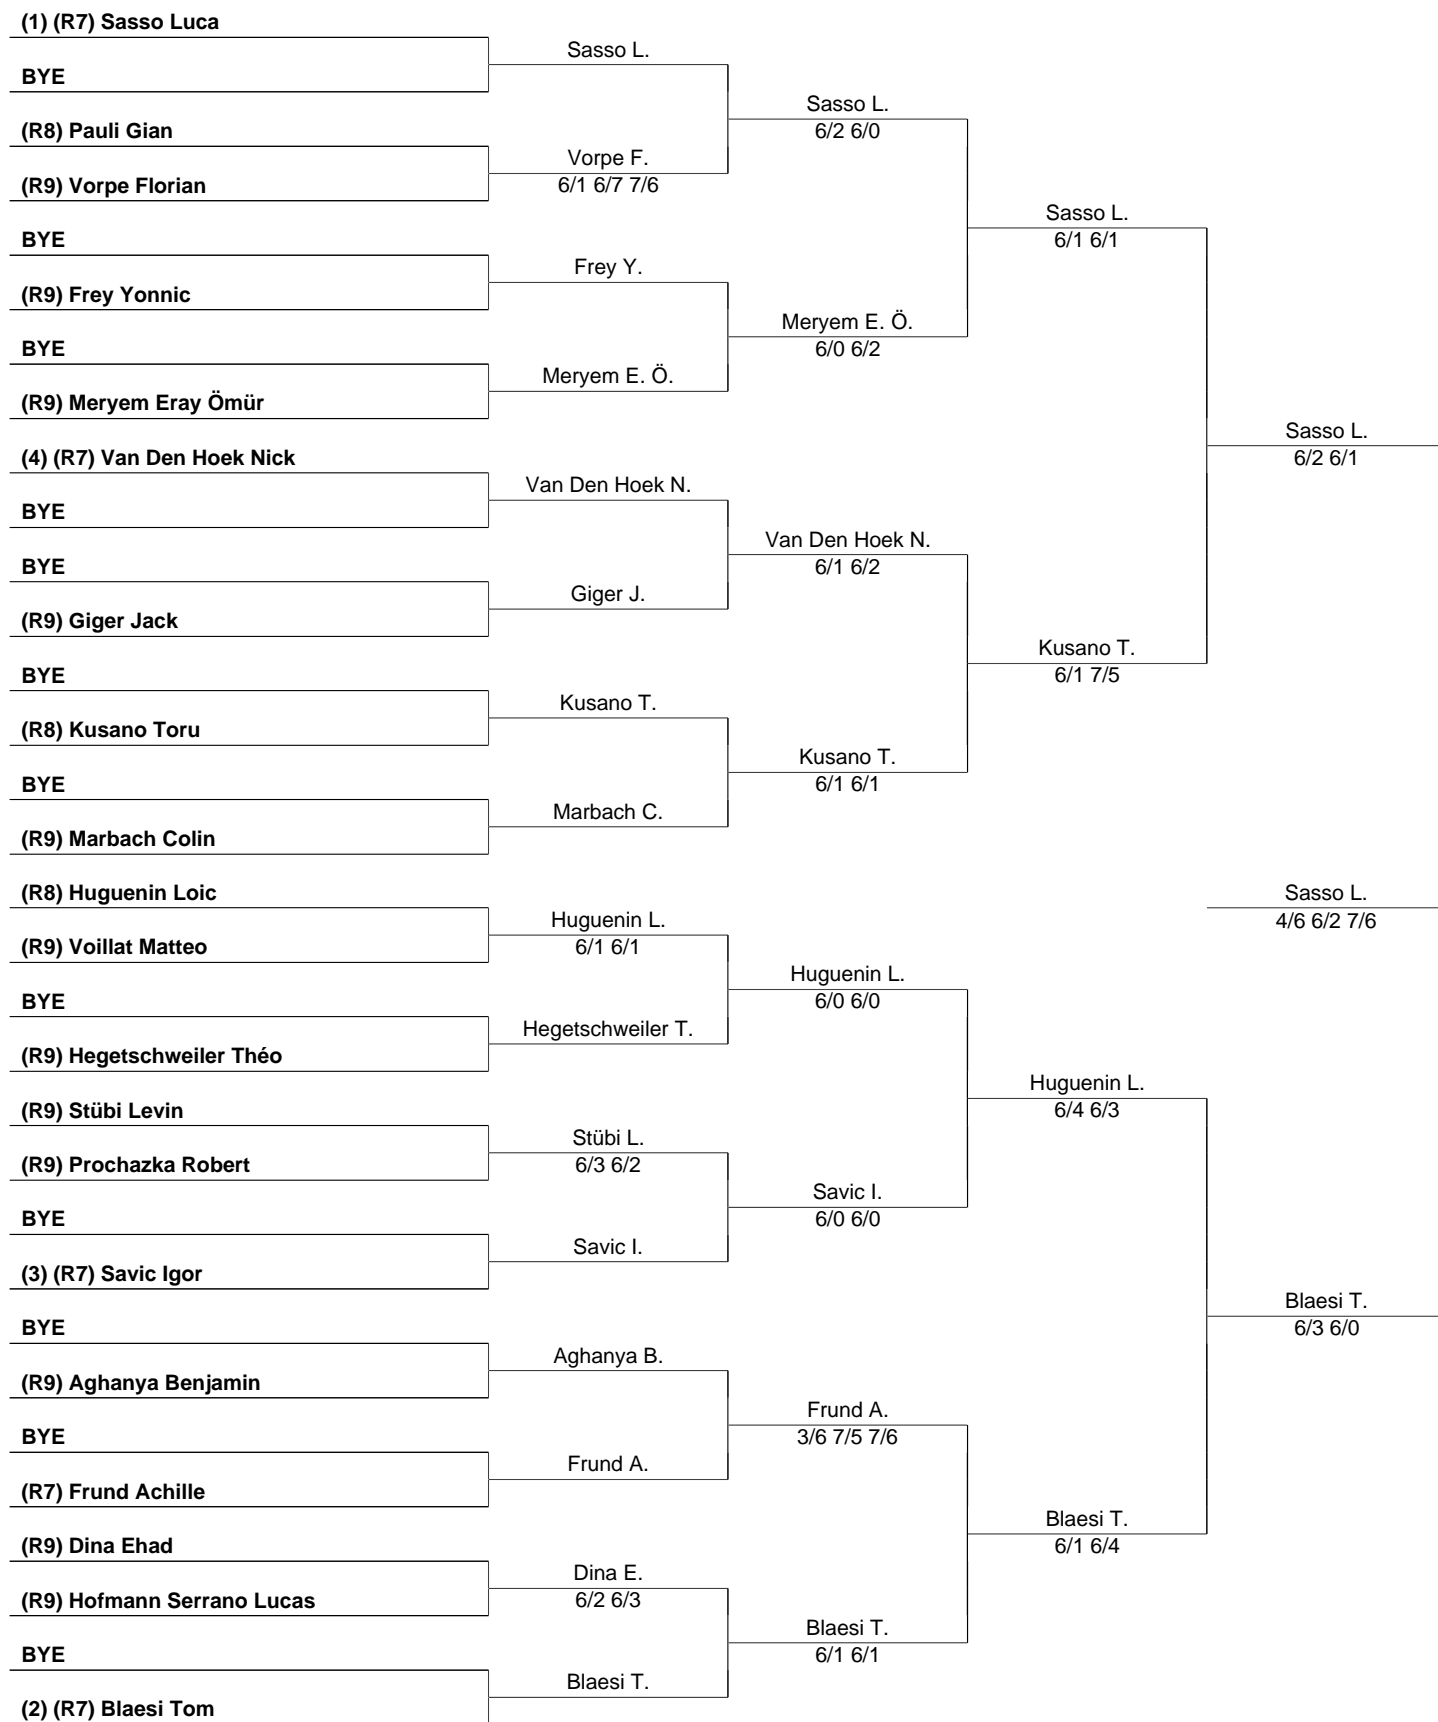 (1) (R7) Sasso Luca
BYE
(R8) Pauli Gian
(R9) Vorpe Florian
BYE
(R9) Frey Yonnic
BYE
(R9) Meryem Eray Ömür
(4) (R7) Van Den Hoek Nick
BYE
BYE
(R9) Giger Jack
BYE
(R8) Kusano Toru
BYE
(R9) Marbach Colin
(R8) Huguenin Loic
(R9) Voillat Matteo
BYE
(R9) Hegetschweiler Théo
(R9) Stübi Levin
(R9) Prochazka Robert
BYE
(3) (R7) Savic Igor
BYE
(R9) Aghanya Benjamin
BYE
(R7) Frund Achille
(R9) Dina Ehad
(R9) Hofmann Serrano Lucas
BYE
(2) (R7) Blaesi Tom
Sasso L.
Vorpe F.
6/1 6/7 7/6
Frey Y.
Meryem E. Ö.
Van Den Hoek N.
Giger J.
Kusano T.
Marbach C.
Huguenin L.
6/1 6/1
Hegetschweiler T.
Stübi L.
6/3 6/2
Savic I.
Aghanya B.
Frund A.
Dina E.
6/2 6/3
Blaesi T.
Sasso L.
6/2 6/0
Meryem E. Ö.
6/0 6/2
Van Den Hoek N.
6/1 6/2
Kusano T.
6/1 6/1
Huguenin L.
6/0 6/0
Savic I.
6/0 6/0
Frund A.
3/6 7/5 7/6
Blaesi T.
6/1 6/1
Sasso L.
6/1 6/1
Kusano T.
6/1 7/5
Huguenin L.
6/4 6/3
Blaesi T.
6/1 6/4
Sasso L.
6/2 6/1
Sasso L.
4/6 6/2 7/6
Blaesi T.
6/3 6/0